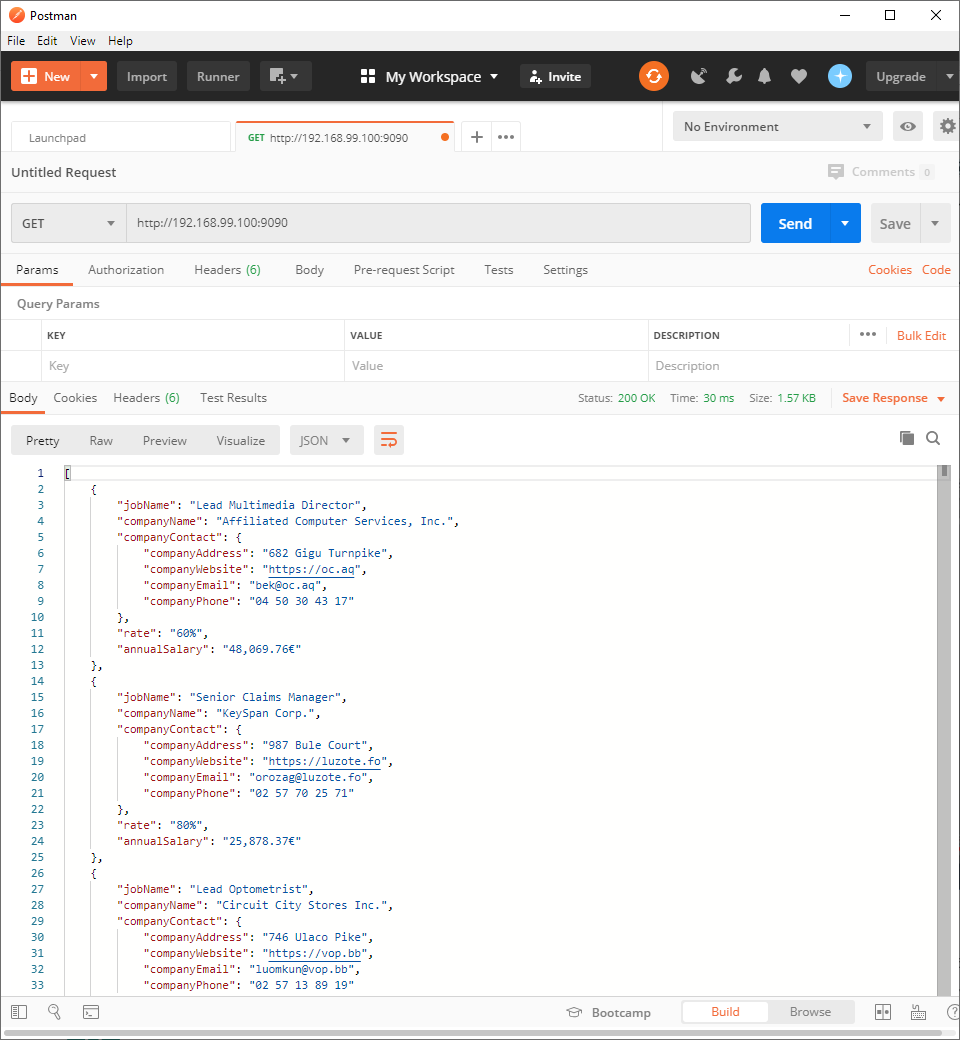 Postman
File Edit View Help
New Import Runner My Workspace Invite Upgrade
Launchpad GET http://192.168.99.100:9090 No Environment
Untitled Request Comments 0
GET http://192.168.99.100:9090 Send Save
Params Authorization Headers (6) Body Pre-request Script Tests Settings Cookies Code
Query Params
KEY VALUE DESCRIPTION Bulk Edit
Key Value Description
Body Cookies Headers (6) Test Results Status: 200 OK Time: 30 ms Size: 1.57 KB Save Response
Pretty Raw Preview Visualize JSON
1 [
2 {
3 "jobName": "Lead Multimedia Director",
4 "companyName": "Affiliated Computer Services, Inc.",
5 "companyContact": {
6 "companyAddress": "682 Gigu Turnpike",
7 "companyWebsite": "https://oc.aq",
8 "companyEmail": "bek@oc.aq",
9 "companyPhone": "04 50 30 43 17"
10 },
11 "rate": "60%",
12 "annualSalary": "48,069.76€"
13 },
14 {
15 "jobName": "Senior Claims Manager",
16 "companyName": "KeySpan Corp.",
17 "companyContact": {
18 "companyAddress": "987 Bule Court",
19 "companyWebsite": "https://luzote.fo",
20 "companyEmail": "orozag@luzote.fo",
21 "companyPhone": "02 57 70 25 71"
22 },
23 "rate": "80%",
24 "annualSalary": "25,878.37€"
25 },
26 {
27 "jobName": "Lead Optometrist",
28 "companyName": "Circuit City Stores Inc.",
29 "companyContact": {
30 "companyAddress": "746 Ulaco Pike",
31 "companyWebsite": "https://vop.bb",
32 "companyEmail": "luomkun@vop.bb",
33 "companyPhone": "02 57 13 89 19"
Bootcamp Build Browse